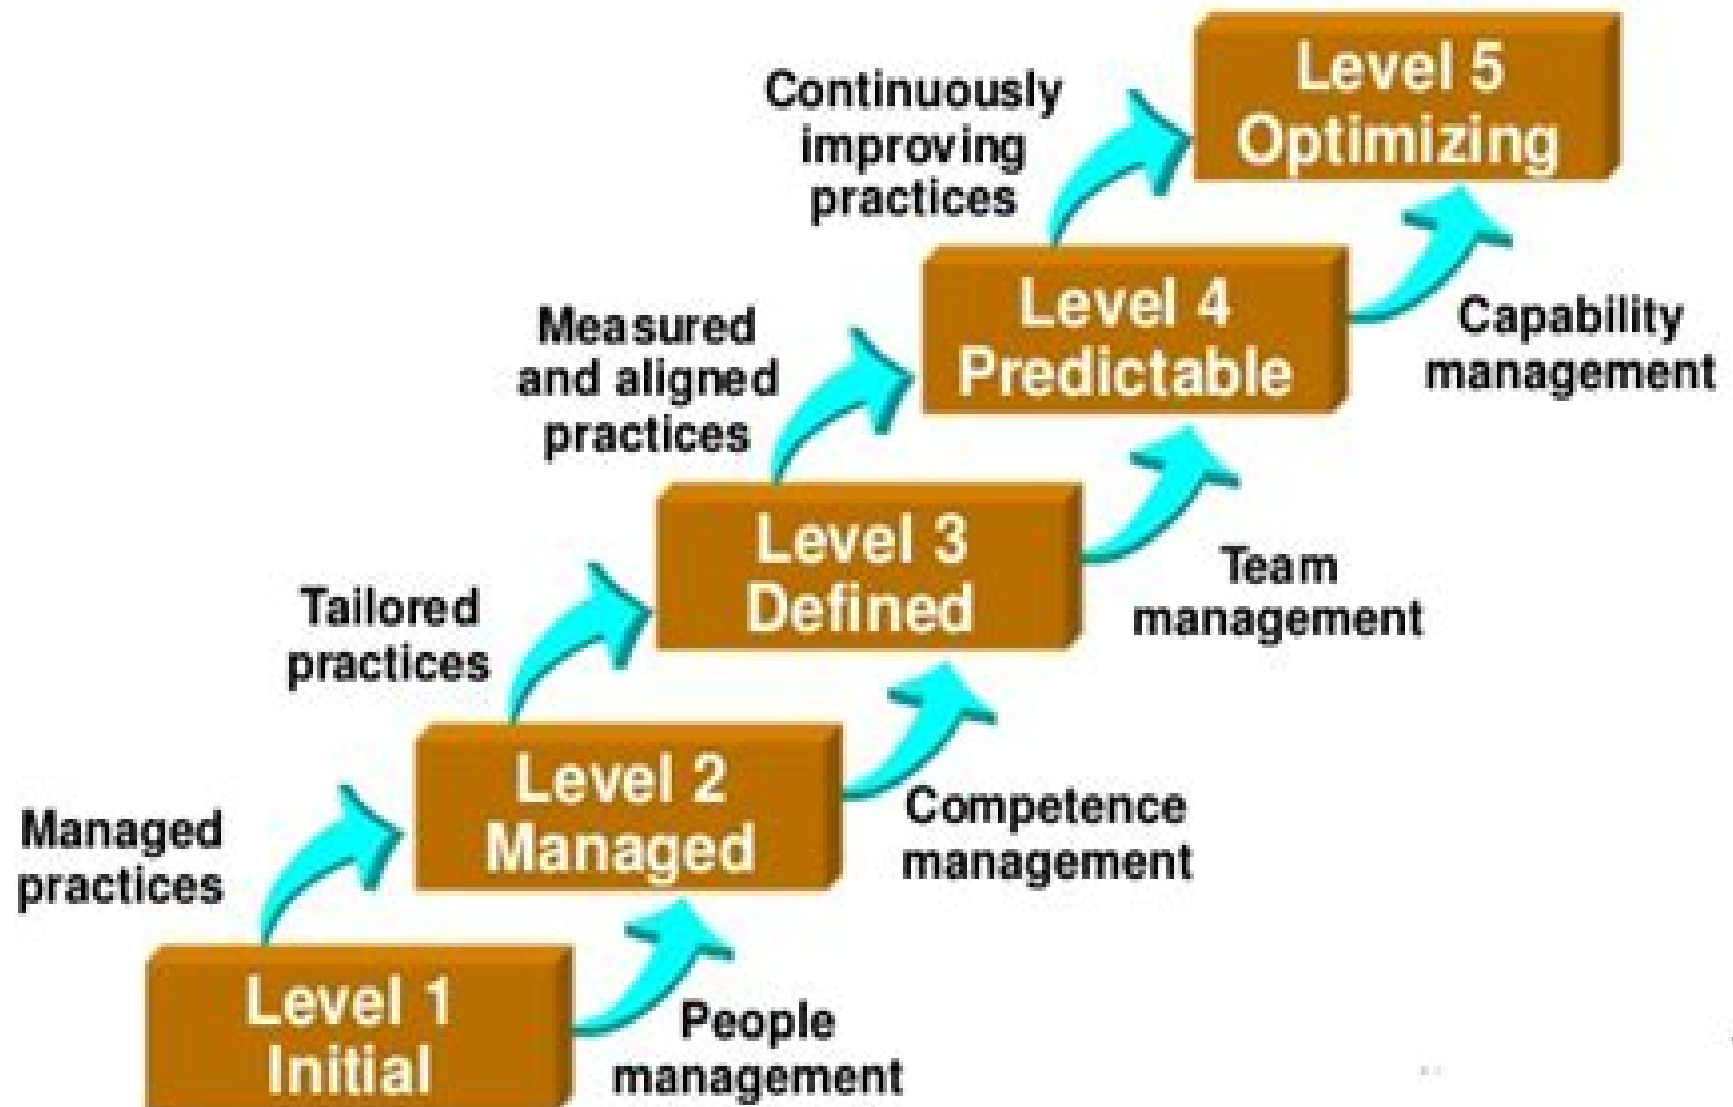 Level 5
Optimizing
Continuously
improving
practices
Level 4
Predictable
Capability
management
Measured
and aligned
practices
Level 3
Defined
Team
management
Tailored
practices
Level 2
Managed
Competence
management
Managed
practices
Level 1
Initial
People
management